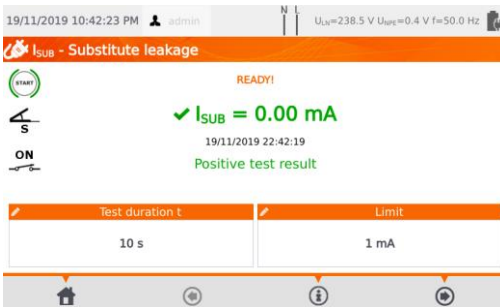 19/11/2019 10:42:23 PM admin N L ULN=238.5 V UNPE=0.4 V f=50.0 Hz
ISUB - Substitute leakage
START
READY!
✓ ISUB = 0.00 mA
S
19/11/2019 22:42:19
ON
Positive test result
Test duration t Limit
10 s 1 mA